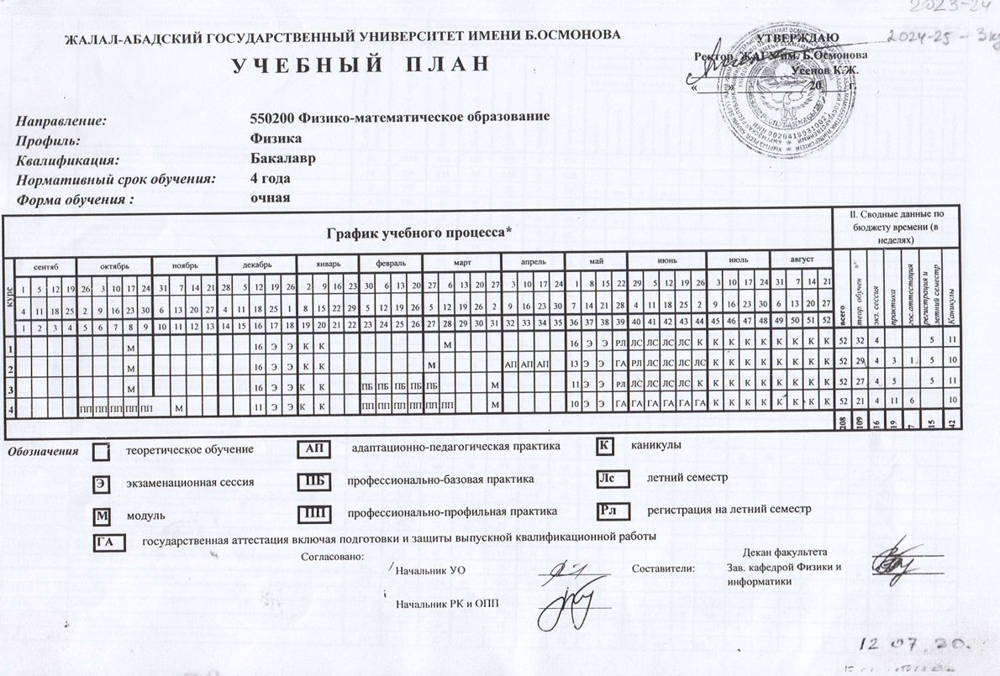 2023-24
2024-25 - 3 ку
ЖАЛАЛ-АБАДСКИЙ ГОСУДАРСТВЕННЫЙ УНИВЕРСИТЕТ ИМЕНИ Б.ОСМОНОВА
УЧЕБНЫЙ ПЛАН
УТВЕРЖДАЮ
Ректор ЖАГУ им. Б.Осмонова
Усенов К.Ж.
« » 20 г.
Направление: 550200 Физико-математическое образование
Профиль: Физика
Квалификация: Бакалавр
Нормативный срок обучения: 4 года
Форма обучения : очная
График учебного процесса*
II. Сводные данные по бюджету времени (в неделях)
курс сентяб октябрь ноябрь декабрь январь февраль март апрель май июнь июль август всего теор. обучен экз. сессия практика гос.аттестация регистрация и летний семестр Каникулы
1 5 12 19 26 3 10 17 24 31 7 14 21 28 5 12 19 26 2 9 16 23 30 6 13 20 27 6 13 20 27 3 10 17 24 1 8 15 22 29 5 12 19 26 3 10 17 24 31 7 14 21
4 11 18 25 2 9 16 23 30 6 13 20 27 4 11 18 25 1 8 15 22 29 5 12 19 26 5 12 19 26 2 9 16 23 30 7 14 21 28 4 11 18 25 2 9 16 23 30 6 13 20 27
1 2 3 4 5 6 7 8 9 10 11 12 13 14 15 16 17 18 19 20 21 22 23 24 25 26 27 28 29 30 31 32 33 34 35 36 37 38 39 40 41 42 43 44 45 46 47 48 49 50 51 52
1 М 16 Э Э К К М 16 Э Э РЛ ЛС ЛС ЛС ЛС К К К К К К К К К 52 32 4 5 11
2 М 16 Э Э К К М АП АП АП 13 Э Э ГА РЛ ЛС ЛС ЛС ЛС К К К К К К К К 52 29 4 3 1 5 10
3 М 16 Э Э К К ПБ ПБ ПБ ПБ ПБ М 11 Э Э РЛ ЛС ЛС ЛС ЛС К К К К К К К К К 52 27 4 5 5 11
4 ПП ПП ПП ПП ПП М 11 Э Э К К ПП ПП ПП ПП ПП ПП М 10 Э Э ГА ГА ГА ГА ГА ГА К К К К К К К К 52 21 4 11 6 10
208 109 16 19 7 15 42
Обозначения теоретическое обучение АП адаптационно-педагогическая практика К каникулы
Э экзаменационная сессия ПБ профессионально-базовая практика Лс летний семестр
М модуль ПП профессионально-профильная практика Рл регистрация на летний семестр
ГА государственная аттестация включая подготовки и защиты выпускной квалификационной работы
Согласовано:
Начальник УО
Начальник РК и ОПП
Составители:
Декан факультета
Зав. кафедрой Физики и
информатики
12 07 20.